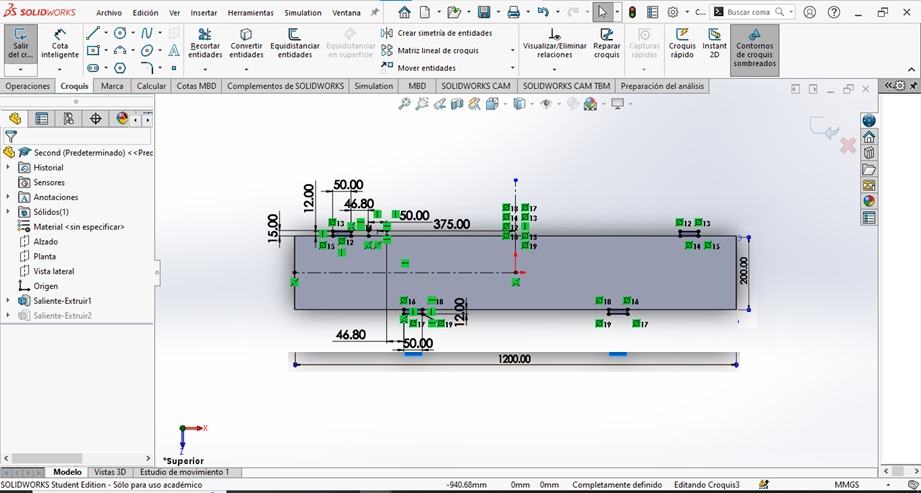 SOLIDWORKS
Archivo Edición Ver Insertar Herramientas Simulation Ventana
Buscar coma
Salir del cr...
Cota inteligente
Recortar entidades
Convertir entidades
Equidistanciar entidades
Equidistanciar en superficie
Crear simetría de entidades
Matriz lineal de croquis
Mover entidades
Visualizar/Eliminar relaciones
Reparar croquis
Capturas rápidas
Croquis rápido
Instant 2D
Contornos de croquis sombreados
Operaciones Croquis Marca Calcular Cotas MBD Complementos de SOLIDWORKS Simulation MBD SOLIDWORKS CAM SOLIDWORKS CAM TBM Preparación del análisis
Second (Predeterminado) <<Prec
Historial
Sensores
Anotaciones
Sólidos(1)
Material <sin especificar>
Alzado
Planta
Vista lateral
Origen
Saliente-Extruir1
Saliente-Extruir2
50.00
12.00
46.80
50.00
375.00
15.00
13
12
15
18 17
14 13
12 15
18 19
12 13
14 15
200.00
16 18
17 19
12.00
16 16
19 17
46.80
50.00
1200.00
X
Z
*Superior
Modelo Vistas 3D Estudio de movimiento 1
SOLIDWORKS Student Edition - Sólo para uso académico
-940.68mm 0mm 0mm Completamente definido Editando Croquis3 MMGS